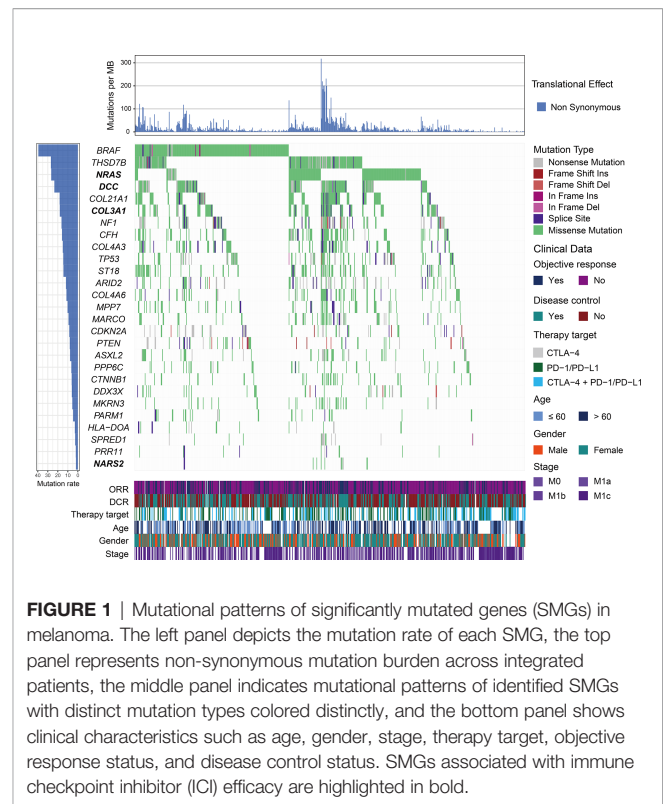 300
200
100
0
Mutations per MB
Translational Effect
Non Synonymous
BRAF
THSD7B
NRAS
DCC
COL21A1
COL3A1
NF1
CFH
COL4A3
TP53
ST18
ARID2
COL4A6
MPP7
MARCO
CDKN2A
PTEN
ASXL2
PPP6C
CTNNB1
DDX3X
MKRN3
PARM1
HLA-DOA
SPRED1
PRR11
NARS2
40 30 20 10 0
Mutation rate
Mutation Type
Nonsense Mutation
Frame Shift Ins
Frame Shift Del
In Frame Ins
In Frame Del
Splice Site
Missense Mutation
Clinical Data
Objective response
Yes No
Disease control
Yes No
Therapy target
CTLA−4
PD−1/PD−L1
CTLA−4 + PD−1/PD−L1
Age
≤ 60 > 60
Gender
Male Female
Stage
M0 M1a
M1b M1c
ORR
DCR
Therapy target
Age
Gender
Stage
FIGURE 1 | Mutational patterns of significantly mutated genes (SMGs) in
melanoma. The left panel depicts the mutation rate of each SMG, the top
panel represents non-synonymous mutation burden across integrated
patients, the middle panel indicates mutational patterns of identified SMGs
with distinct mutation types colored distinctly, and the bottom panel shows
clinical characteristics such as age, gender, stage, therapy target, objective
response status, and disease control status. SMGs associated with immune
checkpoint inhibitor (ICI) efficacy are highlighted in bold.